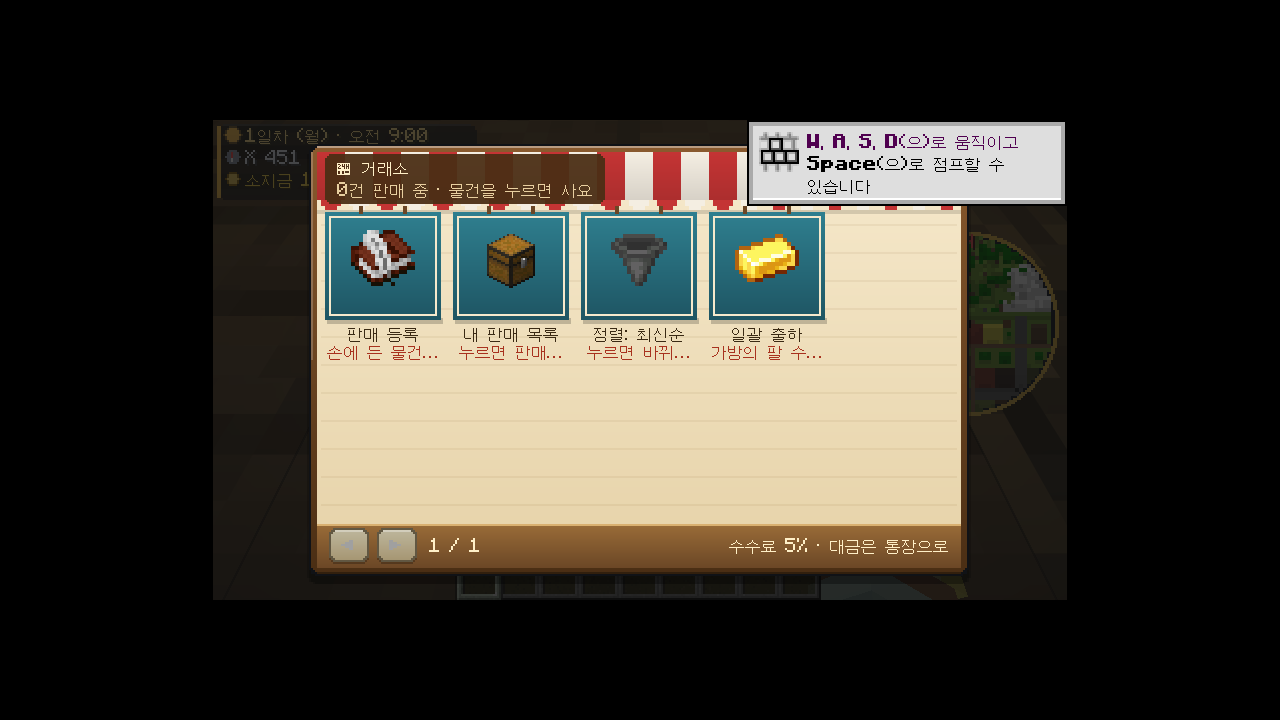 1일차 (월) · 오전 9:00
X 451
소지금 1
거래소
0건 판매 중 · 물건을 누르면 사요
W, A, S, D(으)로 움직이고
Space(으)로 점프할 수
있습니다
판매 등록
손에 든 물건...
내 판매 목록
누르면 판매...
정렬: 최신순
누르면 바뀌...
일괄 출하
가방의 팔 수...
1 / 1
수수료 5% · 대금은 통장으로